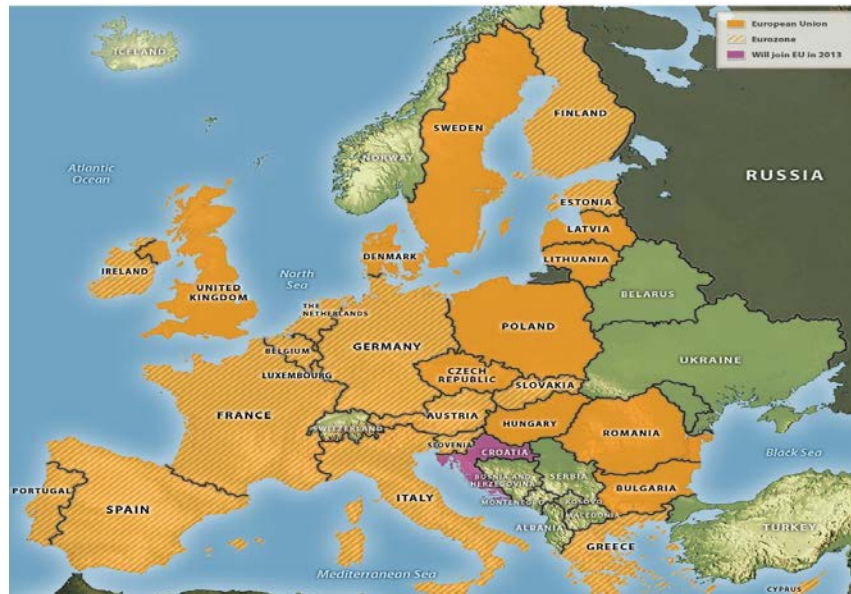 European Union
Eurozone
Will join EU in 2013
ICELAND
SWEDEN
FINLAND
NORWAY
Atlantic
Ocean
RUSSIA
ESTONIA
LATVIA
DENMARK
LITHUANIA
IRELAND
North
Sea
UNITED
KINGDOM
BELARUS
THE
NETHERLANDS
POLAND
BELGIUM
GERMANY
UKRAINE
LUXEMBOURG
CZECH
REPUBLIC
SLOVAKIA
FRANCE
AUSTRIA
SWITZERLAND
HUNGARY
ROMANIA
SLOVENIA
CROATIA
Black Sea
BOSNIA AND
HERZEGOVINA
SERBIA
BULGARIA
PORTUGAL
SPAIN
ITALY
MONTENEGRO
KOSOVO
MACEDONIA
ALBANIA
TURKEY
GREECE
Mediterranean Sea
CYPRUS